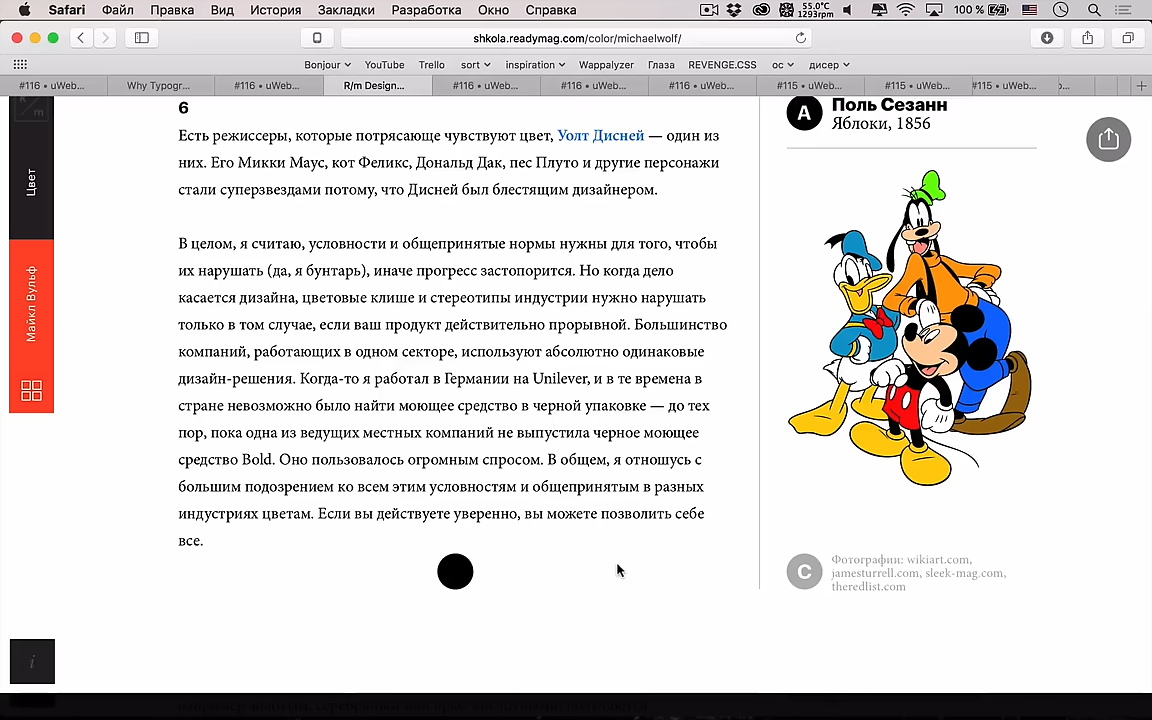 Safari Файл Правка Вид История Закладки Разработка Окно Справка 55.0°C 1293rpm 100 %
shkola.readymag.com/color/michaelwolf/
Bonjour YouTube Trello sort inspiration Wappalyzer Глаза REVENGE.CSS ос дисер
#116 • uWeb... Why Typogr... #116 • uWeb... R/m Design... #116 • uWeb... #116 • uWeb... #116 • uWeb... #115 • uWeb... #115 • uWeb... #115 • uWeb...
Цвет
Майкл Вульф
i
6
Есть режиссеры, которые потрясающе чувствуют цвет, Уолт Дисней — один из
них. Его Микки Маус, кот Феликс, Дональд Дак, пес Плуто и другие персонажи
стали суперзвездами потому, что Дисней был блестящим дизайнером.
В целом, я считаю, условности и общепринятые нормы нужны для того, чтобы
их нарушать (да, я бунтарь), иначе прогресс застопорится. Но когда дело
касается дизайна, цветовые клише и стереотипы индустрии нужно нарушать
только в том случае, если ваш продукт действительно прорывной. Большинство
компаний, работающих в одном секторе, используют абсолютно одинаковые
дизайн-решения. Когда-то я работал в Германии на Unilever, и в те времена в
стране невозможно было найти моющее средство в черной упаковке — до тех
пор, пока одна из ведущих местных компаний не выпустила черное моющее
средство Bold. Оно пользовалось огромным спросом. В общем, я отношусь с
большим подозрением ко всем этим условностям и общепринятым в разных
индустриях цветам. Если вы действуете уверенно, вы можете позволить себе
все.
A Поль Сезанн
Яблоки, 1856
C Фотографии: wikiart.com,
jamesturrell.com, sleek-mag.com,
theredlist.com